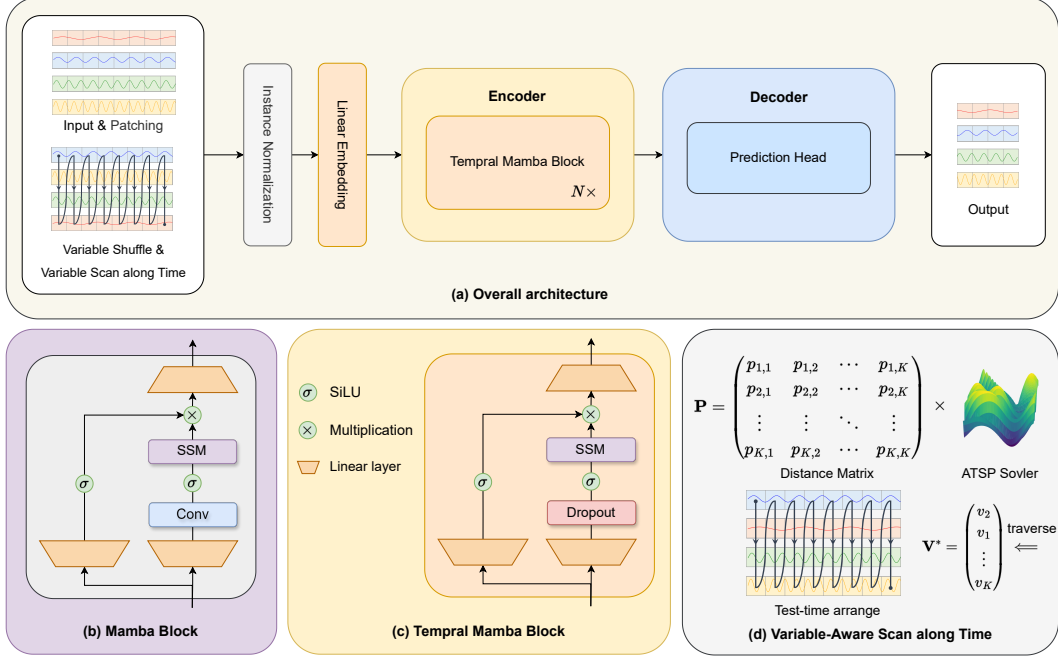 Input & Patching
Variable Shuffle &
Variable Scan along Time
Instance Normalization
Linear Embedding
Encoder
Tempral Mamba Block
N×
Decoder
Prediction Head
Output
(a) Overall architecture
SSM
σ
σ
Conv
×
(b) Mamba Block
σ SiLU
× Multiplication
Linear layer
×
SSM
σ
σ
Dropout
(c) Tempral Mamba Block
P = ( p1,1 p1,2 ⋯ p1,K
p2,1 p2,2 ⋯ p2,K
⋮ ⋮ ⋱ ⋮
pK,1 pK,2 ⋯ pK,K ) ×
Distance Matrix
ATSP Sovler
Test-time arrange
V* = ( v2
v1
⋮
vK )
traverse
⟸
(d) Variable-Aware Scan along Time